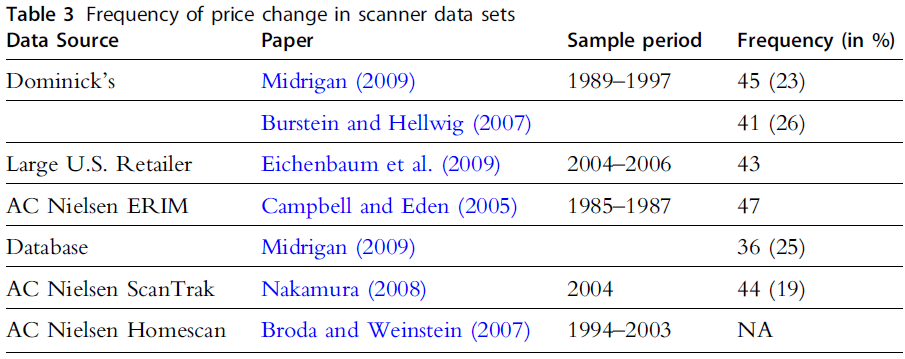 Table 3 Frequency of price change in scanner data sets
Data Source Paper Sample period Frequency (in %)
Dominick's Midrigan (2009) 1989–1997 45 (23)
Burstein and Hellwig (2007) 41 (26)
Large U.S. Retailer Eichenbaum et al. (2009) 2004–2006 43
AC Nielsen ERIM Campbell and Eden (2005) 1985–1987 47
Database Midrigan (2009) 36 (25)
AC Nielsen ScanTrak Nakamura (2008) 2004 44 (19)
AC Nielsen Homescan Broda and Weinstein (2007) 1994–2003 NA